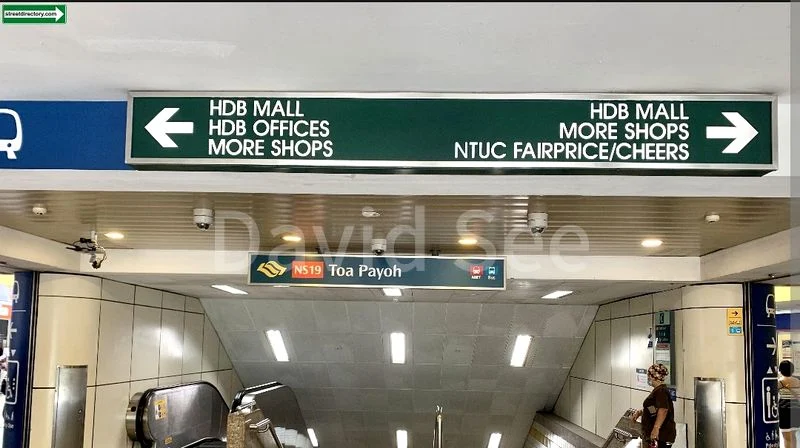 streetdirectory.com
HDB MALL
HDB OFFICES
MORE SHOPS
HDB MALL
MORE SHOPS
NTUC FAIRPRICE/CHEERS
David See
NS19 Toa Payoh